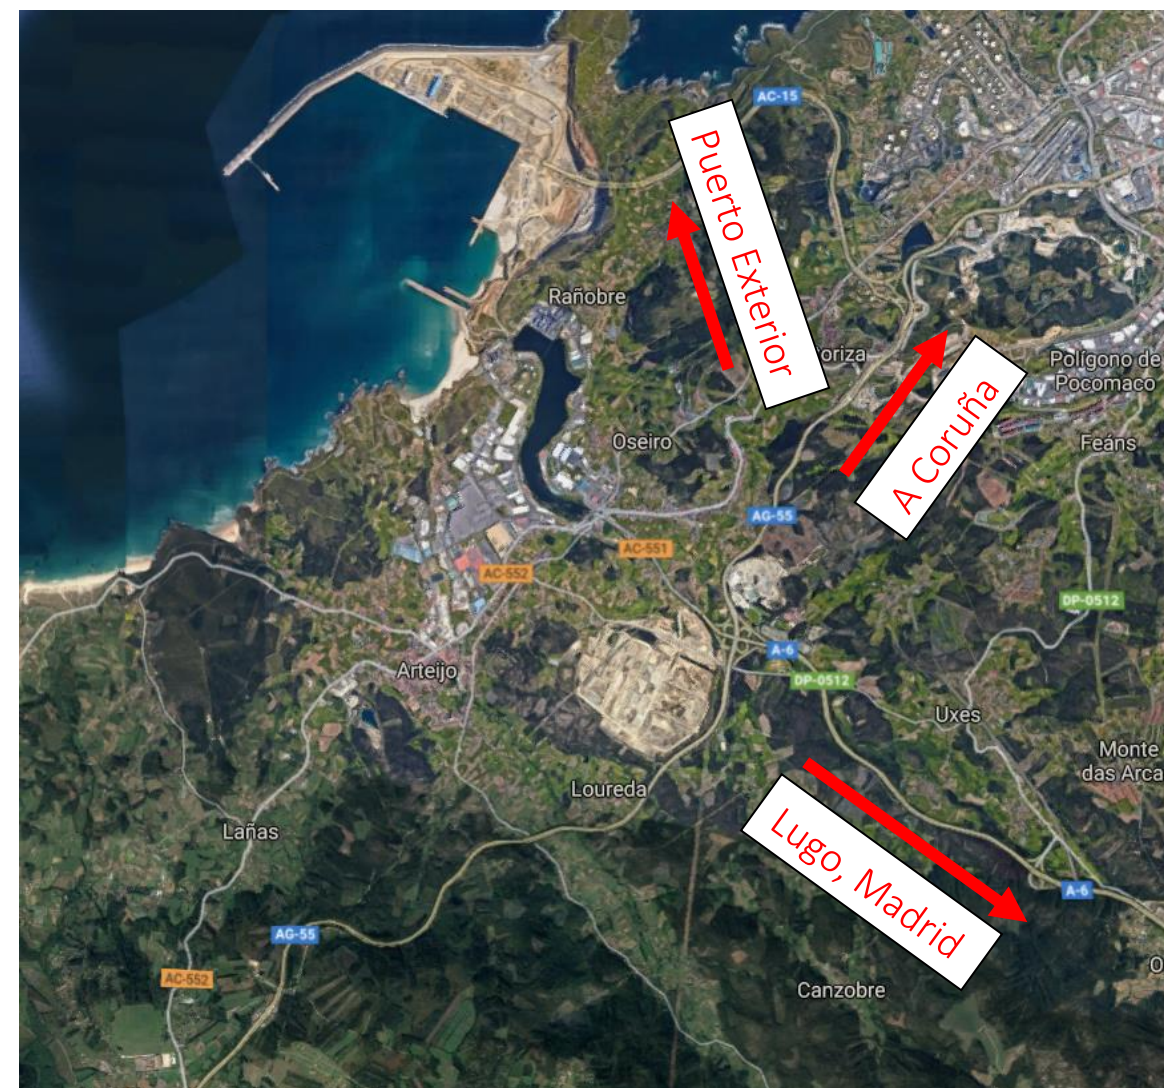 AC-15
Puerto Exterior
Rañobre
oriza
Polígono de
Pocomaco
A Coruña
Oseiro
Feáns
AG-55
AC-551
AC-552
DP-0512
A-6
Arteijo
DP-0512
Uxes
Monte
das Arca
Loureda
Lañas
Lugo, Madrid
A-6
AG-55
O
AC-552
Canzobre